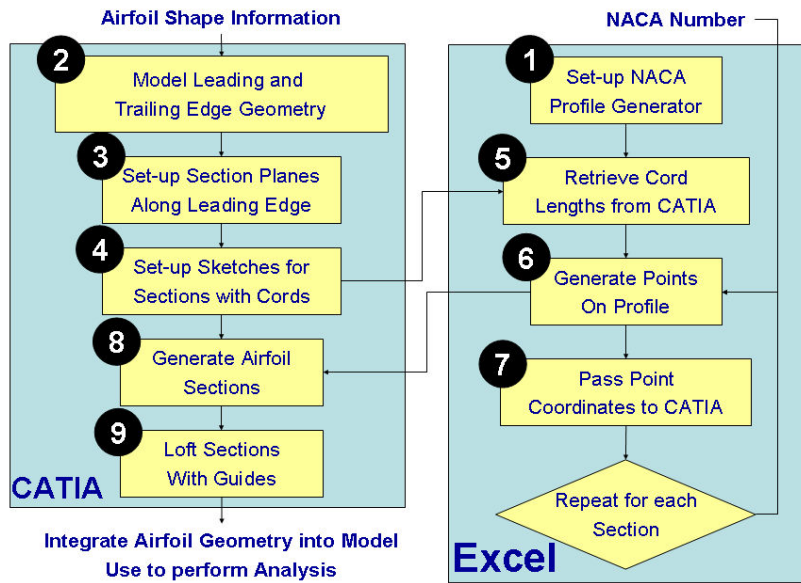 Airfoil Shape Information
NACA Number
2
Model Leading and
Trailing Edge Geometry
3
Set-up Section Planes
Along Leading Edge
4
Set-up Sketches for
Sections with Cords
8
Generate Airfoil
Sections
9
Loft Sections
With Guides
CATIA
Integrate Airfoil Geometry into Model
Use to perform Analysis
1
Set-up NACA
Profile Generator
5
Retrieve Cord
Lengths from CATIA
6
Generate Points
On Profile
7
Pass Point
Coordinates to CATIA
Repeat for each
Section
Excel